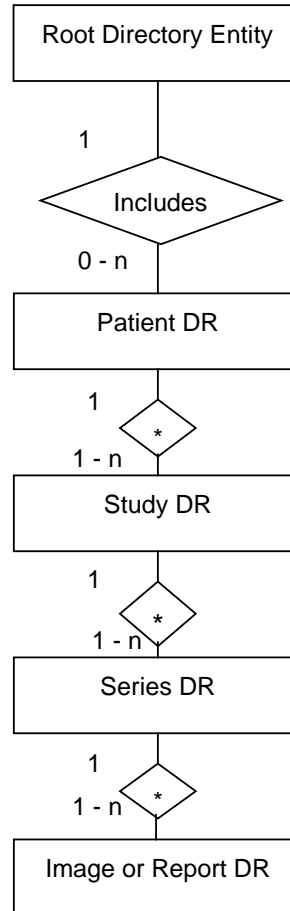 Root Directory Entity
1
Includes
0 - n
Patient DR
1
*
1 - n
Study DR
1
*
1 - n
Series DR
1
*
1 - n
Image or Report DR